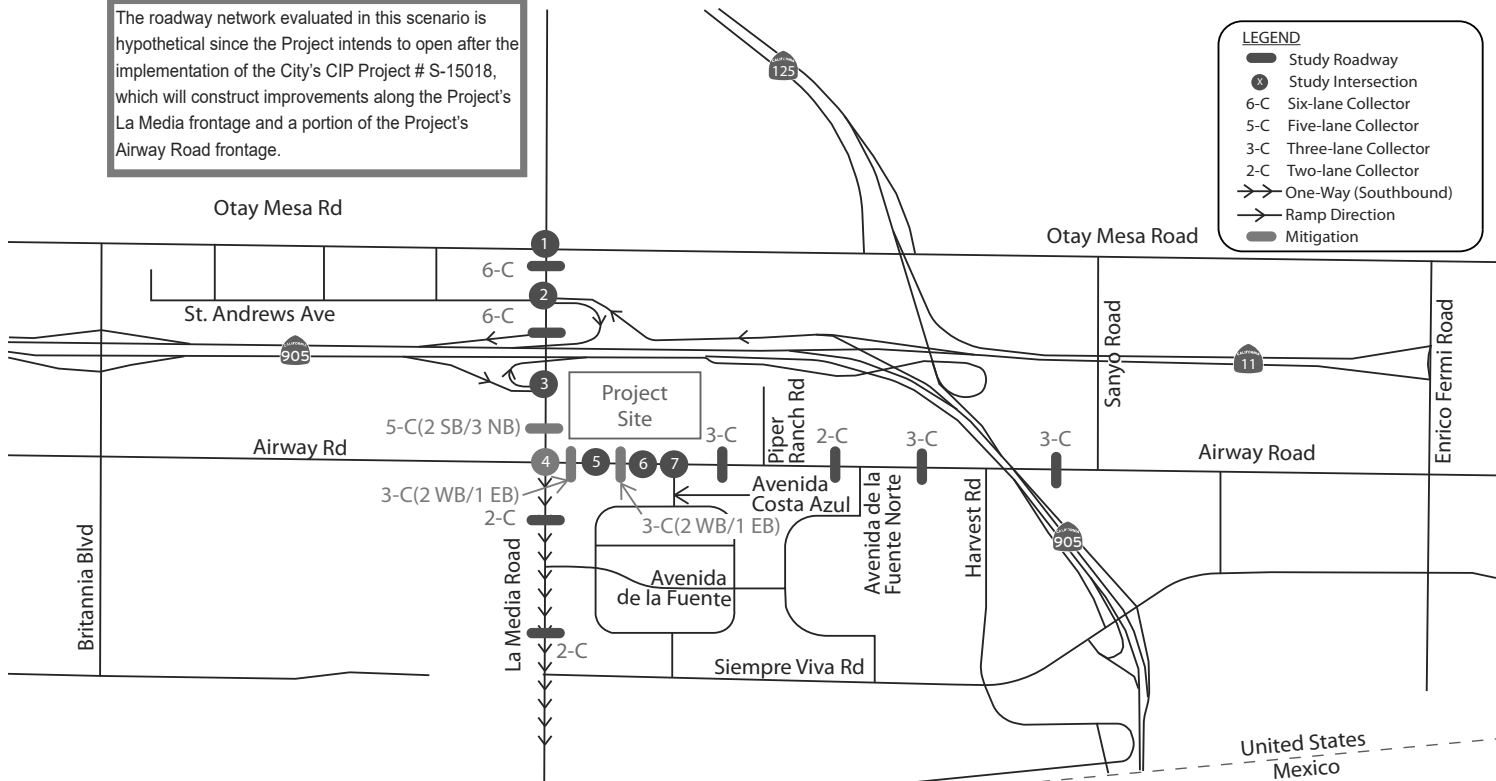 The roadway network evaluated in this scenario is
hypothetical since the Project intends to open after the
implementation of the City's CIP Project # S-15018,
which will construct improvements along the Project's
La Media frontage and a portion of the Project's
Airway Road frontage.
CALIFORNIA
125
LEGEND
Study Roadway
X Study Intersection
6-C Six-lane Collector
5-C Five-lane Collector
3-C Three-lane Collector
2-C Two-lane Collector
One-Way (Southbound)
Ramp Direction
Mitigation
Otay Mesa Rd
Otay Mesa Road
1
6-C
2
St. Andrews Ave
6-C
CALIFORNIA
905
CALIFORNIA
11
Sanyo Road
Enrico Fermi Road
3
Project
Site
5-C(2 SB/3 NB)
Piper
Ranch Rd
3-C
2-C
3-C
3-C
Airway Rd
Airway Road
4
5
6
7
Avenida
Costa Azul
3-C(2 WB/1 EB)
3-C(2 WB/1 EB)
2-C
Avenida de la
Fuente Norte
Harvest Rd
CALIFORNIA
905
Britannia Blvd
La Media Road
Avenida
de la Fuente
2-C
Siempre Viva Rd
United States
Mexico